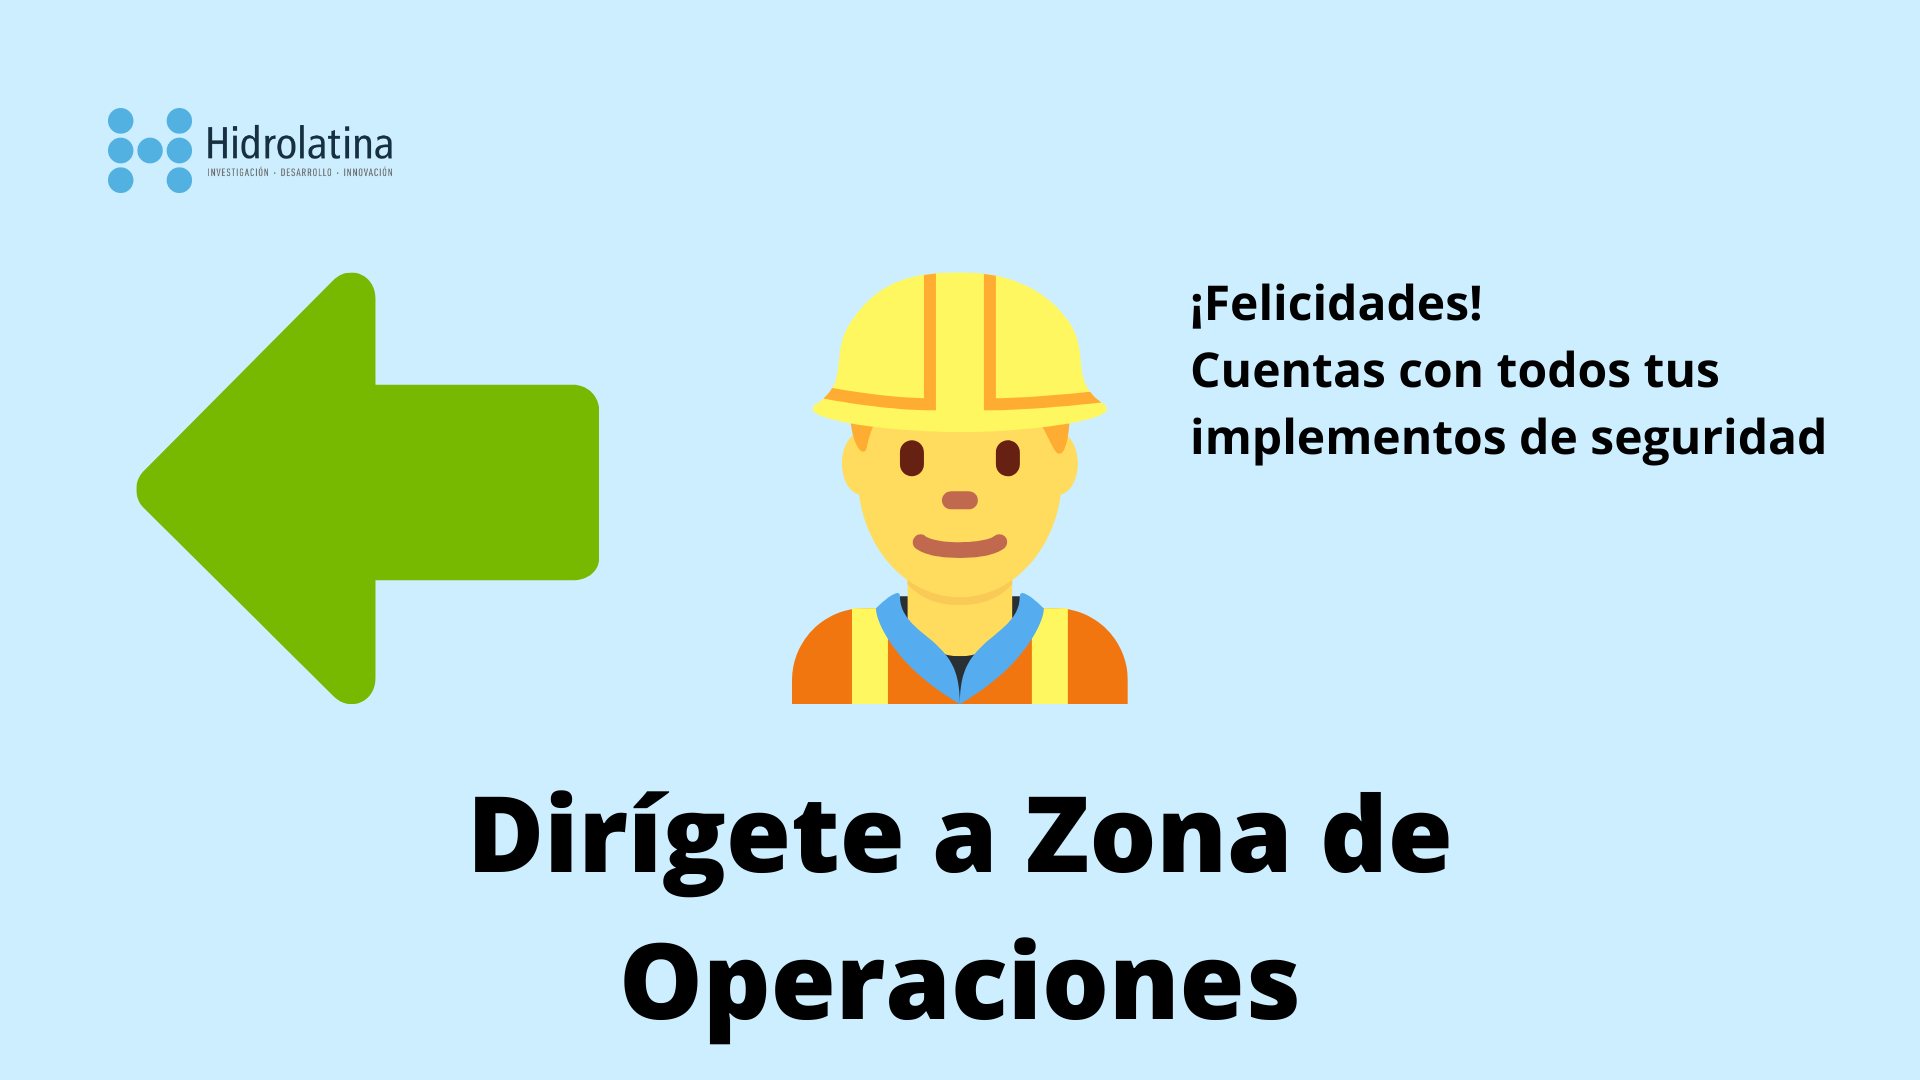 Hidrolatina
INVESTIGACIÓN · DESARROLLO · INNOVACIÓN
¡Felicidades!
Cuentas con todos tus
implementos de seguridad
Dirígete a Zona de
Operaciones